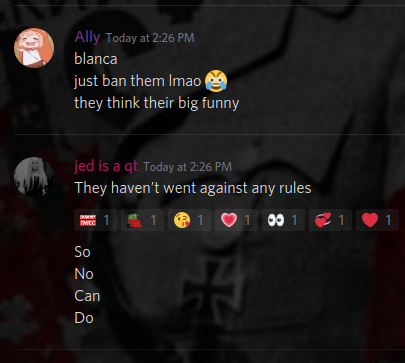 Ally Today at 2:26 PM
blanca
just ban them lmao 😹
they think their big funny
jed is a qt Today at 2:26 PM
They haven't went against any rules
1 1 😘 1 💗 1 👀 1 💞 1 ❤️ 1
So
No
Can
Do